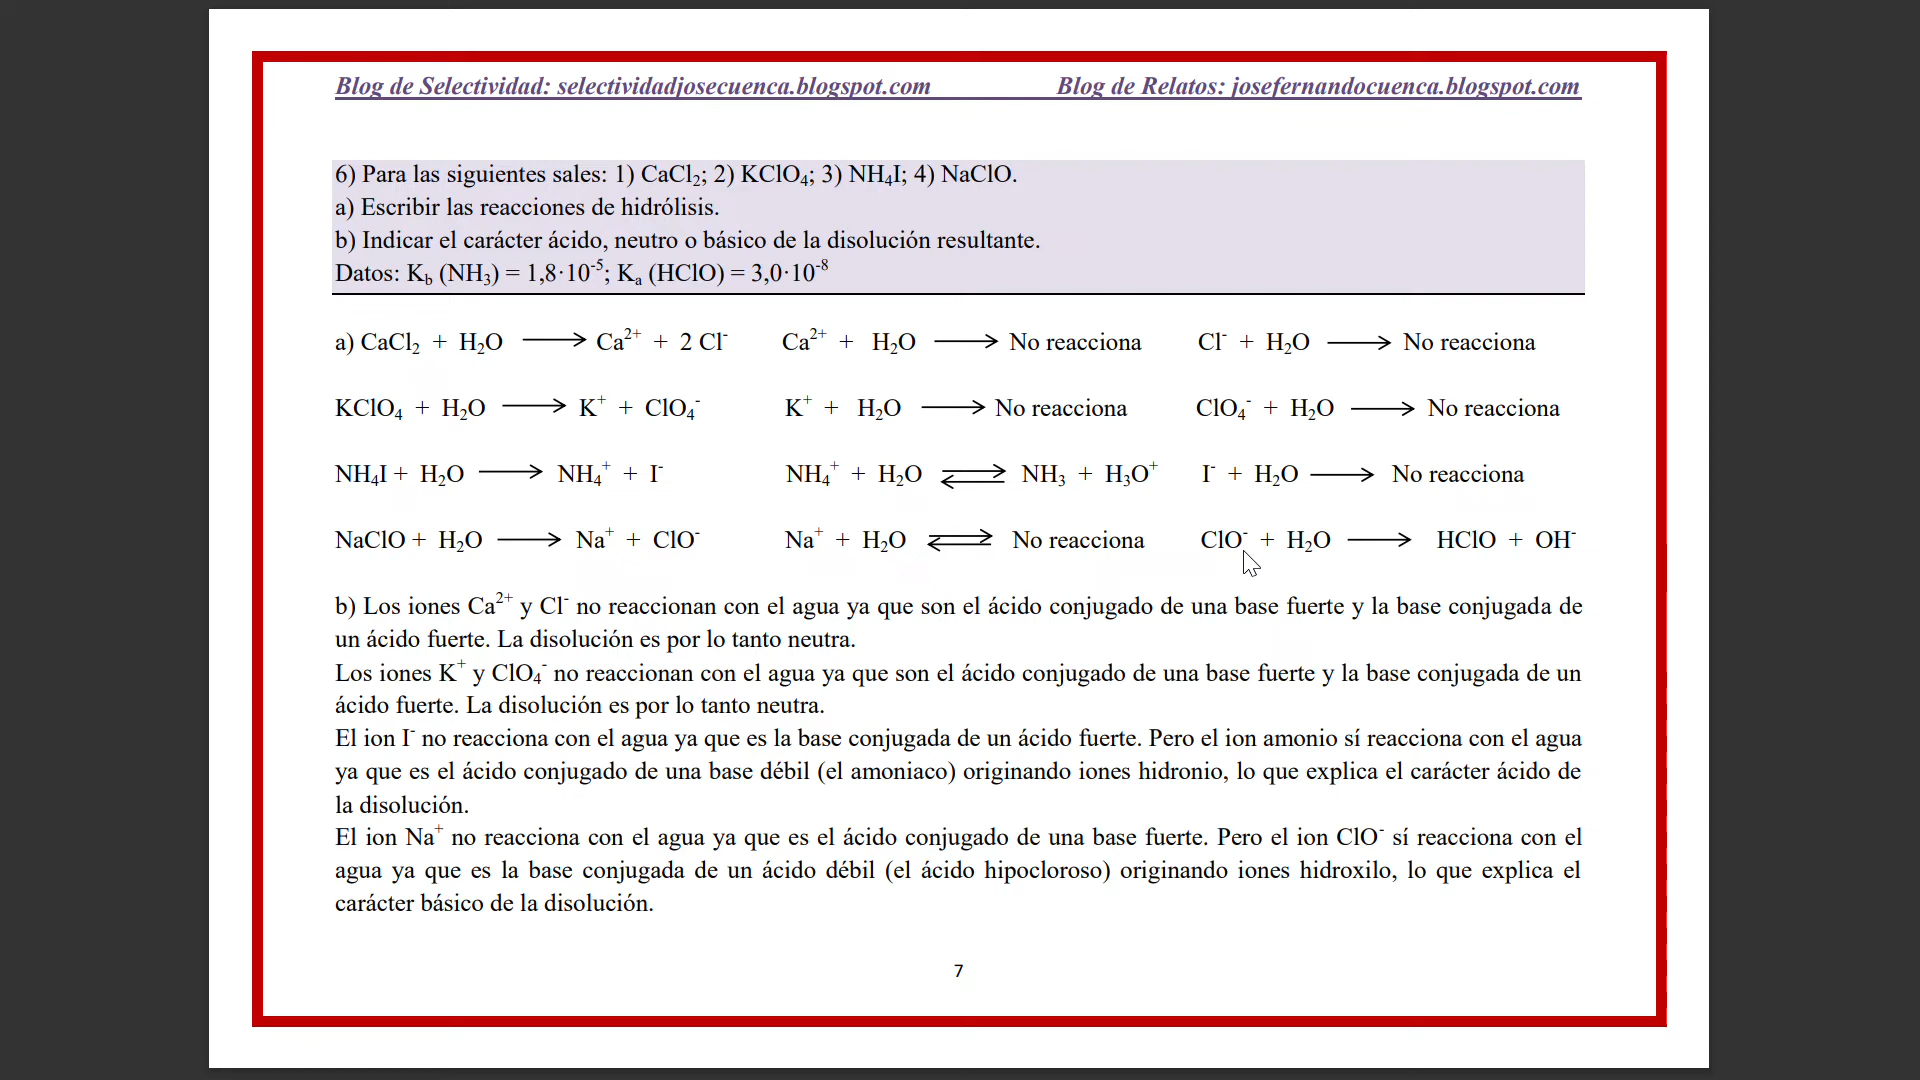 Blog de Selectividad: selectividadjosecuenca.blogspot.com Blog de Relatos: josefernandocuenca.blogspot.com
6) Para las siguientes sales: 1) CaCl₂; 2) KClO₄; 3) NH₄I; 4) NaClO.
a) Escribir las reacciones de hidrólisis.
b) Indicar el carácter ácido, neutro o básico de la disolución resultante.
Datos: K_b (NH₃) = 1,8·10⁻⁵; Kₐ (HClO) = 3,0·10⁻⁸
a) CaCl₂ + H₂O ⟶ Ca²⁺ + 2 Cl⁻ Ca²⁺ + H₂O ⟶ No reacciona Cl⁻ + H₂O ⟶ No reacciona
KClO₄ + H₂O ⟶ K⁺ + ClO₄⁻ K⁺ + H₂O ⟶ No reacciona ClO₄⁻ + H₂O ⟶ No reacciona
NH₄I + H₂O ⟶ NH₄⁺ + I⁻ NH₄⁺ + H₂O ⇄ NH₃ + H₃O⁺ I⁻ + H₂O ⟶ No reacciona
NaClO + H₂O ⟶ Na⁺ + ClO⁻ Na⁺ + H₂O ⇄ No reacciona ClO⁻ + H₂O ⟶ HClO + OH⁻
b) Los iones Ca²⁺ y Cl⁻ no reaccionan con el agua ya que son el ácido conjugado de una base fuerte y la base conjugada de
un ácido fuerte. La disolución es por lo tanto neutra.
Los iones K⁺ y ClO₄⁻ no reaccionan con el agua ya que son el ácido conjugado de una base fuerte y la base conjugada de un
ácido fuerte. La disolución es por lo tanto neutra.
El ion I⁻ no reacciona con el agua ya que es la base conjugada de un ácido fuerte. Pero el ion amonio sí reacciona con el agua
ya que es el ácido conjugado de una base débil (el amoniaco) originando iones hidronio, lo que explica el carácter ácido de
la disolución.
El ion Na⁺ no reacciona con el agua ya que es el ácido conjugado de una base fuerte. Pero el ion ClO⁻ sí reacciona con el
agua ya que es la base conjugada de un ácido débil (el ácido hipocloroso) originando iones hidroxilo, lo que explica el
carácter básico de la disolución.
7